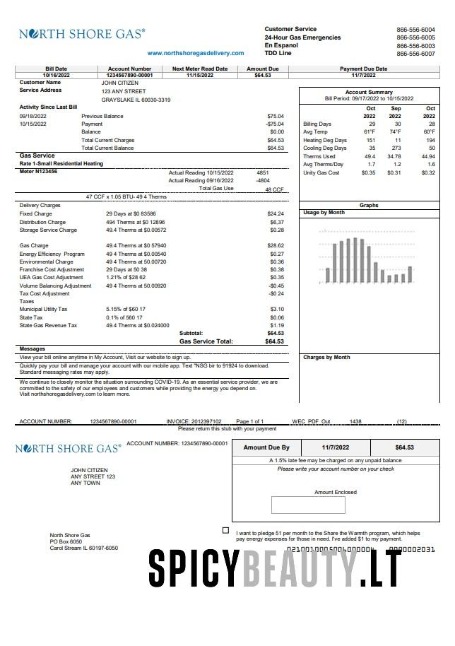 NORTH SHORE GAS
Customer Service 866-556-6004
24-Hour Gas Emergencies 866-556-6005
En Espanol 866-556-6003
TDD Line 866-556-6007
www.northshoregasdelivery.com
Bill Date Account Number Next Meter Read Date Amount Due Payment Due Date
10/16/2022 1234567890-00001 11/15/2022 $64.53 11/7/2022
Customer Name JOHN CITIZEN
Service Address 123 ANY STREET
GRAYSLAKE IL 60030-3319
Account Summary
Bill Period: 09/17/2022 to 10/15/2022
Oct Sep Oct
2022 2022 2022
Billing Days 29 30 28
Avg Temp 61°F 74°F 60°F
Heating Deg Days 151 11 194
Cooling Deg Days 35 273 50
Therms Used 49.4 34.79 44.94
Avg Therms/Day 1.7 1.2 1.6
Unity Gas Cost $0.35 $0.31 $0.32
Activity Since Last Bill
09/16/2022 Previous Balance $75.04
10/15/2022 Payment -$75.04
Balance $0.00
Total Current Charges $64.53
Total Current Balance $64.53
Gas Service
Rate 1-Small Residential Heating
Meter N123456 Actual Reading 10/15/2022 4851
Actual Reading 09/16/2022 -4804
Total Gas Use 48 CCF
47 CCF x 1.05 BTU- 49.4 Therms
Delivery Charges
Fixed Charge 29 Days at $0.83586 $24.24
Distribution Charge 494 Therms at $0.12896 $6.37
Storage Service Charge 49.4 Therms at $0.00572 $0.28
Gas Charge 49.4 Therms at $0.57940 $28.62
Energy Efficiency Program 49.4 Therms at $0.00540 $0.27
Environmental Charge 49.4 Therms at $0.00720 $0.36
Franchise Cost Adjustment 29 Days at $0 38 $0.38
UEA Gas Cost Adjustment 1.21% of $28 62 $0.35
Volume Balancing Adjustment 49.4 Therms at $0.00920 -$0.45
Tax Cost Adjustment -$0.24
Taxes
Municipal Utility Tax 5.15% of $60 17 $3.10
State Tax 0.1% of $60 17 $0.06
State Gas Revenue Tax 49.4 Therms at $0.024000 $1.19
Subtotal: $64.53
Gas Service Total: $64.53
Graphs
Usage by Month
Charges by Month
Messages
View your bill online anytime in My Account, Visit our website to sign up.
Quickly pay your bill and manage your account with our mobile app. Text "NSG bir to 91924 to download.
Standard messaging rates may apply.
We continue to closely monitor the situation surrounding COVID-19. As an essential service provider, we are
committed to the safety of our employees and customers while providing the energy you depend on.
Visit northshoregasdelivery.com to learn more.
ACCOUNT NUMBER: 1234567890-00001 INVOICE 2012397102 Page 1 of 1 WEC_PDF Out 1438 (12)
Please return this stub with your payment
NORTH SHORE GAS ACCOUNT NUMBER: 1234567890-00001
Amount Due By 11/7/2022 $64.53
A 1.5% late fee may be charged on any unpaid balance
Please write your account number on your check
Amount Enclosed
JOHN CITIZEN
ANY STREET 123
ANY TOWN
I want to pledge $1 per month to the Share the Warmth program, which helps
pay energy expenses for those in need, I've added $1 to my payment
North Shore Gas
PO Box 6050
Carol Stream IL 60197-6050
SPICYBEAUTY.LT